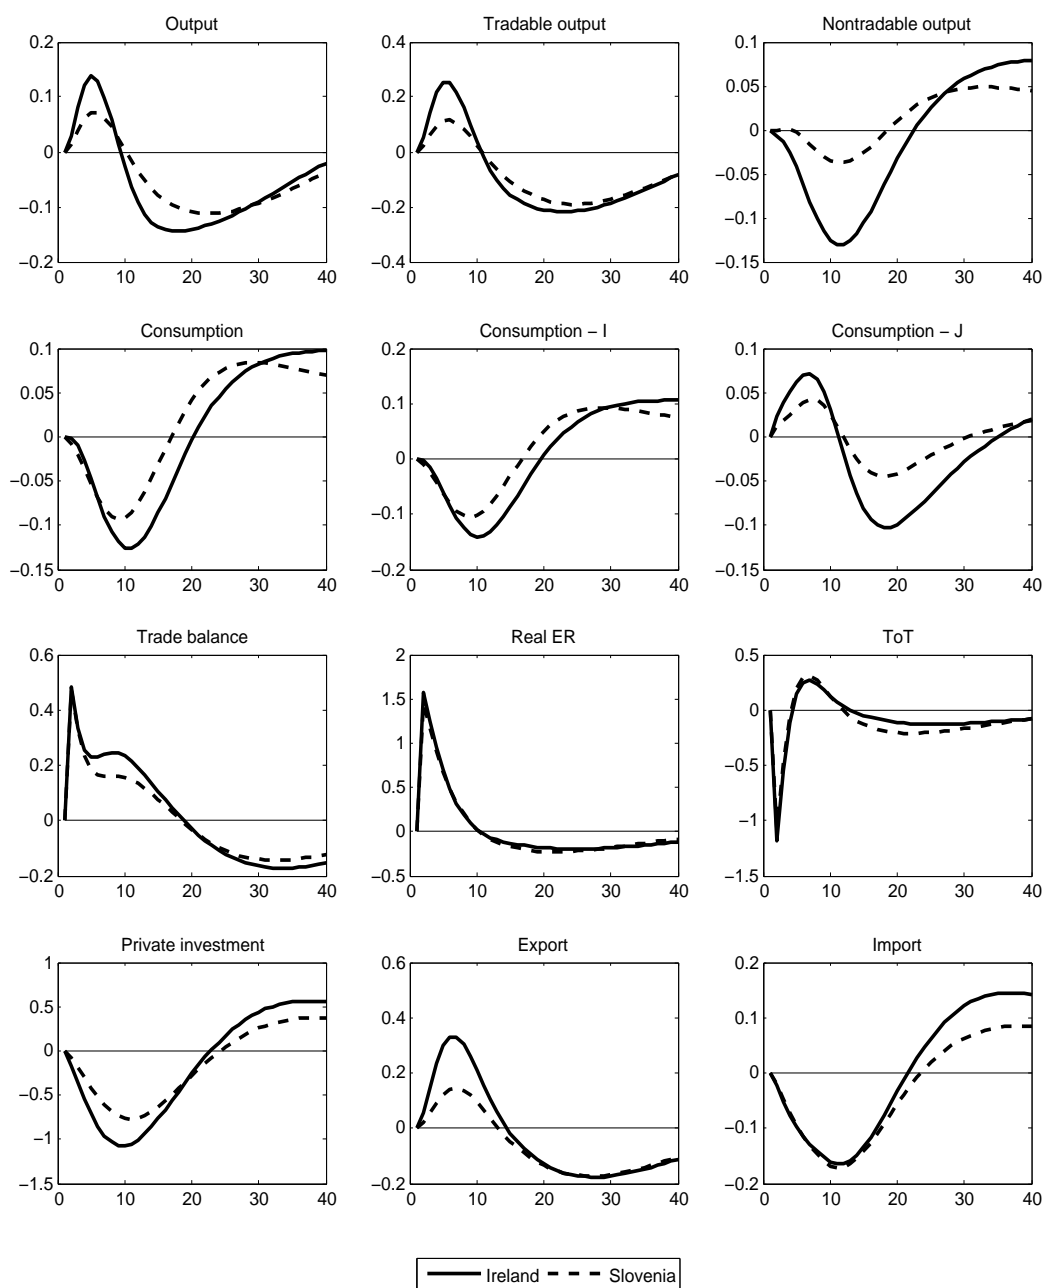 Output
Tradable output
Nontradable output
0.2
0.1
0
−0.1
−0.2
0 10 20 30 40
0.4
0.2
0
−0.2
−0.4
0 10 20 30 40
0.1
0.05
0
−0.05
−0.1
−0.15
0 10 20 30 40
Consumption
Consumption − I
Consumption − J
0.1
0.05
0
−0.05
−0.1
−0.15
0 10 20 30 40
0.2
0.1
0
−0.1
−0.2
0 10 20 30 40
0.1
0.05
0
−0.05
−0.1
−0.15
0 10 20 30 40
Trade balance
Real ER
ToT
0.6
0.4
0.2
0
−0.2
0 10 20 30 40
2
1.5
1
0.5
0
−0.5
0 10 20 30 40
0.5
0
−0.5
−1
−1.5
0 10 20 30 40
Private investment
Export
Import
1
0.5
0
−0.5
−1
−1.5
0 10 20 30 40
0.6
0.4
0.2
0
−0.2
0 10 20 30 40
0.2
0.1
0
−0.1
−0.2
0 10 20 30 40
Ireland Slovenia